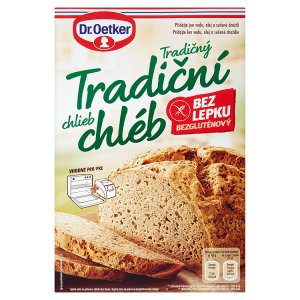 Dr.Oetker
Přidejte jen vodu, olej a sušené droždí
Pridajte len vodu, olej a sušené droždie
Tradičný
Tradiční
chlieb
chléb
BEZ
LEPKU
BEZGLUTÉNOVÝ
VHODNÉ PRO/PRE